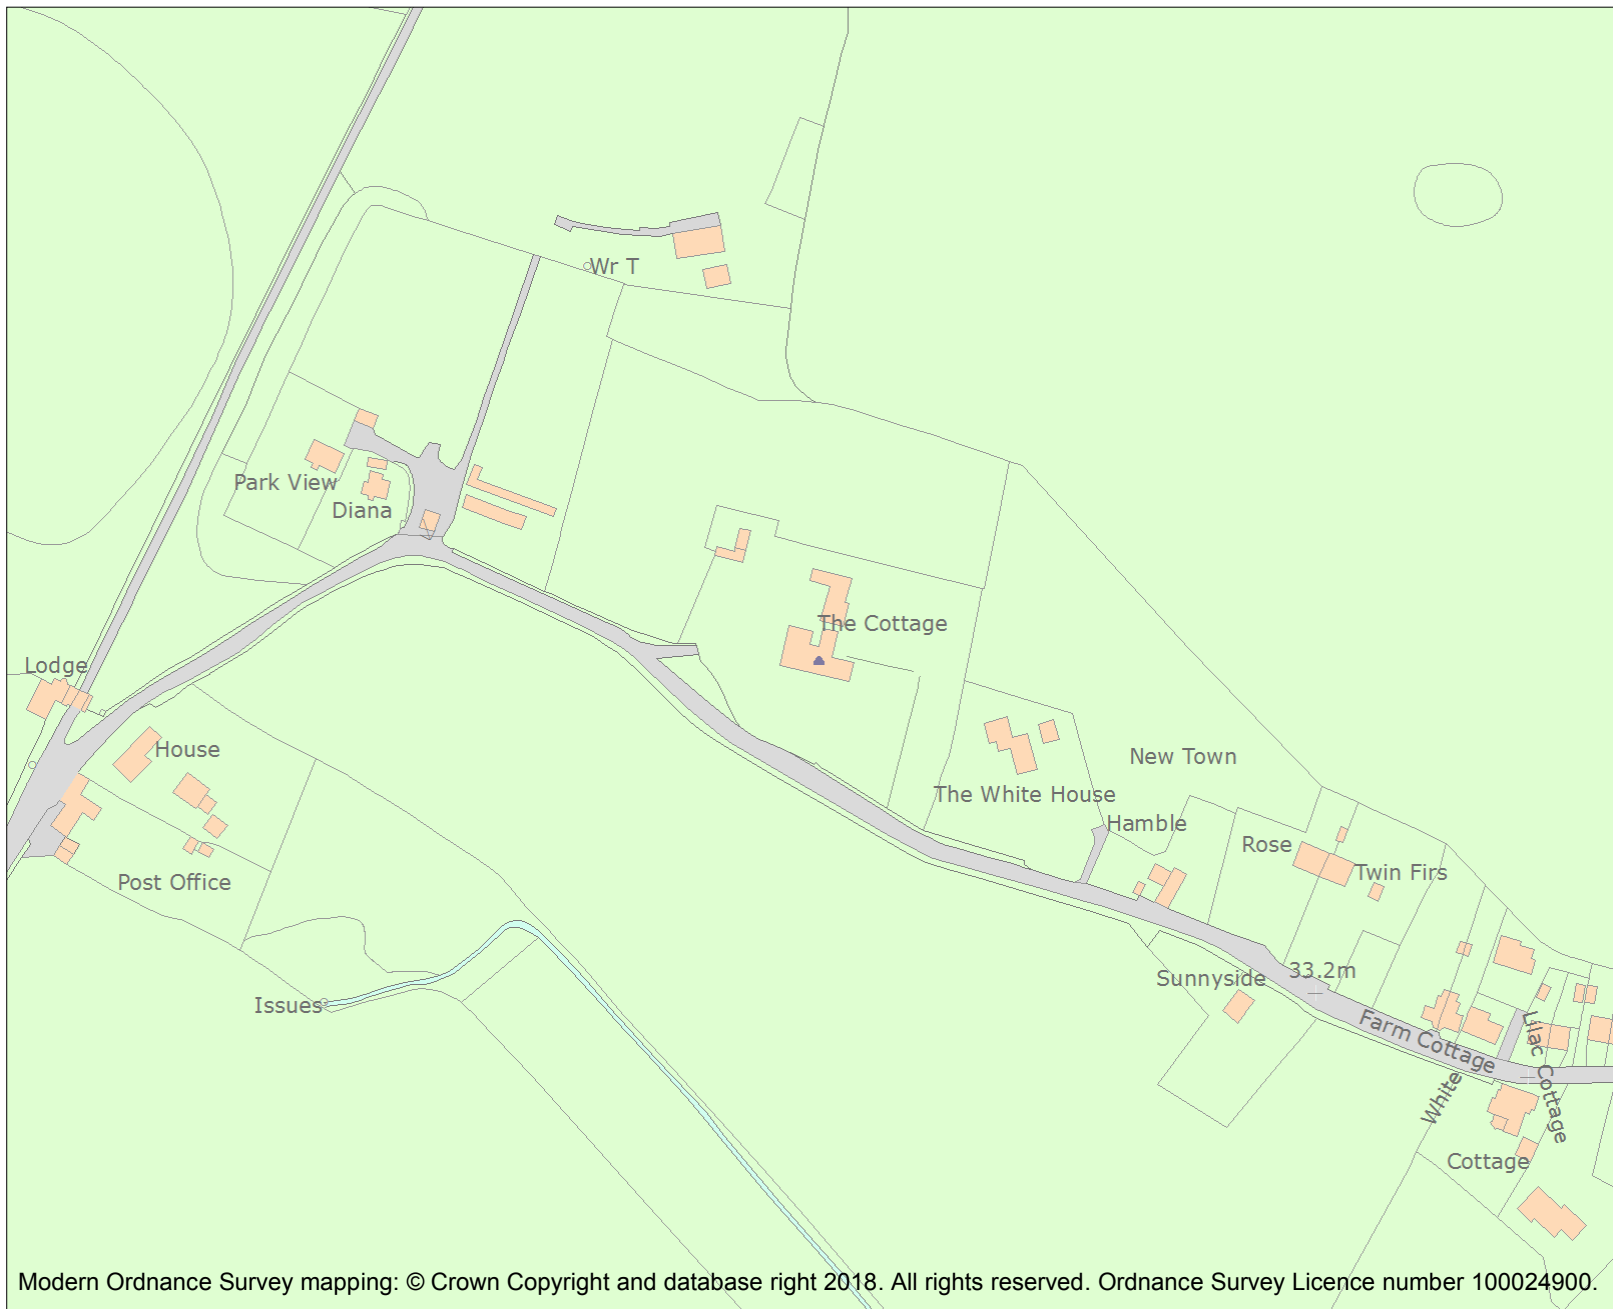 Wr T
Park View
Diana
The Cottage
Lodge
House
New Town
The White House
Hamble
Rose
Twin Firs
Post Office
Sunnyside
33.2m
Issues
Farm Cottage
Lilac Cottage
White
Cottage
Modern Ordnance Survey mapping: © Crown Copyright and database right 2018. All rights reserved. Ordnance Survey Licence number 100024900.